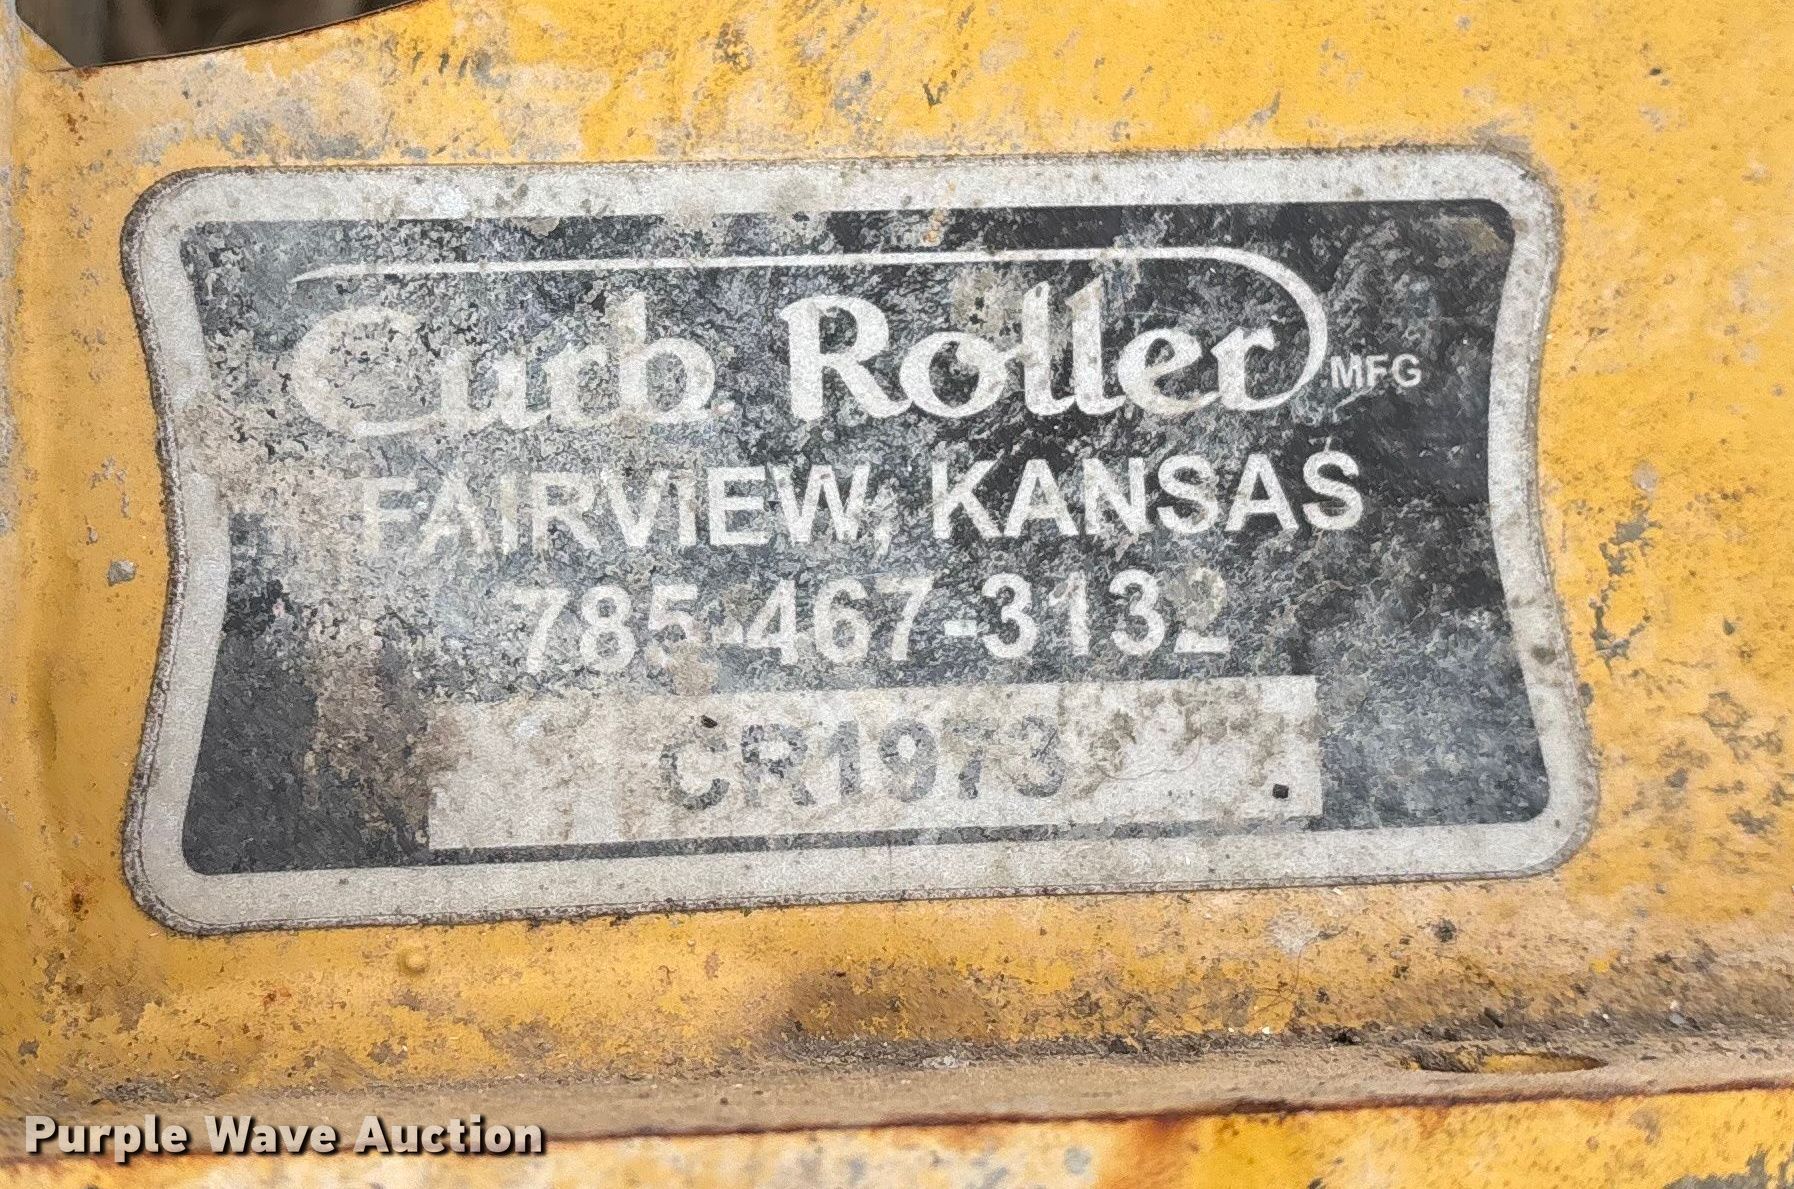 Curb Roller MFG
FAIRVIEW, KANSAS
785-467-3132
CR1973
Purple Wave Auction